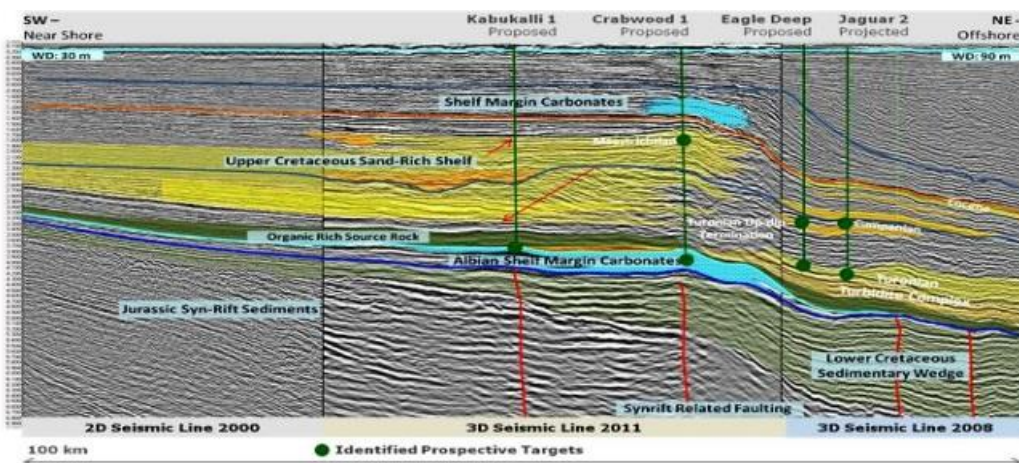 SW –
Near Shore
Kabukalli 1
Proposed
Crabwood 1
Proposed
Eagle Deep
Proposed
Jaguar 2
Projected
NE -
Offshore
WD: 30 m
WD: 90 m
Shelf Margin Carbonates
Upper Cretaceous Sand-Rich Shelf
Eocene
Campanian
Turonian Up-dip
Termination
Organic Rich Source Rock
Albian Shelf Margin Carbonates
Turonian
Turbidite Complex
Jurassic Syn-Rift Sediments
Lower Cretaceous
Sedimentary Wedge
Synrift Related Faulting
2D Seismic Line 2000
3D Seismic Line 2011
3D Seismic Line 2008
100 km
Identified Prospective Targets